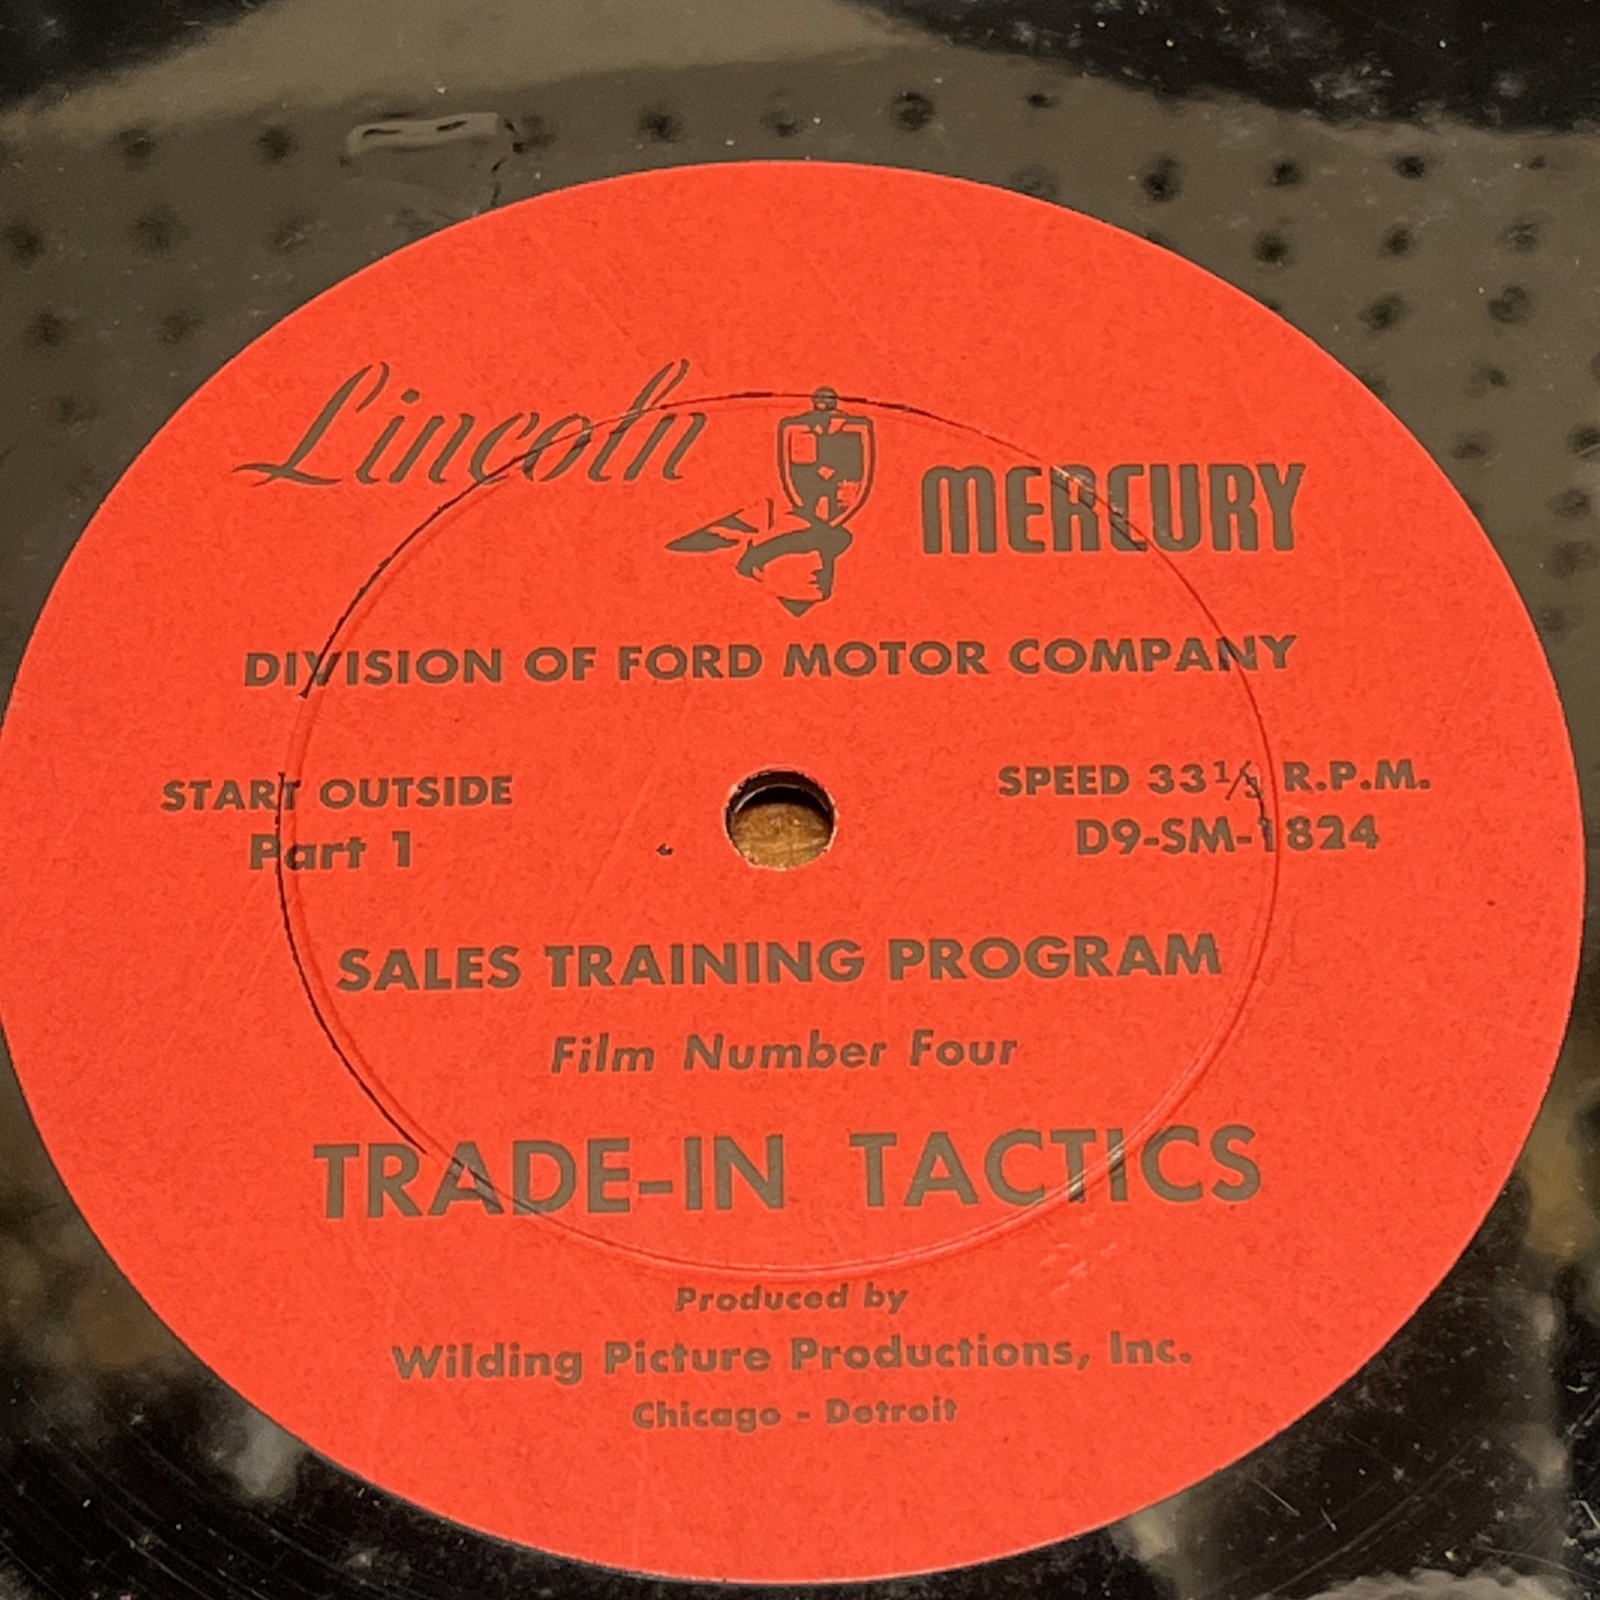 Lincoln MERCURY
DIVISION OF FORD MOTOR COMPANY
START OUTSIDE SPEED 33⅓ R.P.M.
Part 1 D9-SM-1824
SALES TRAINING PROGRAM
Film Number Four
TRADE-IN TACTICS
Produced by
Wilding Picture Productions, Inc.
Chicago - Detroit